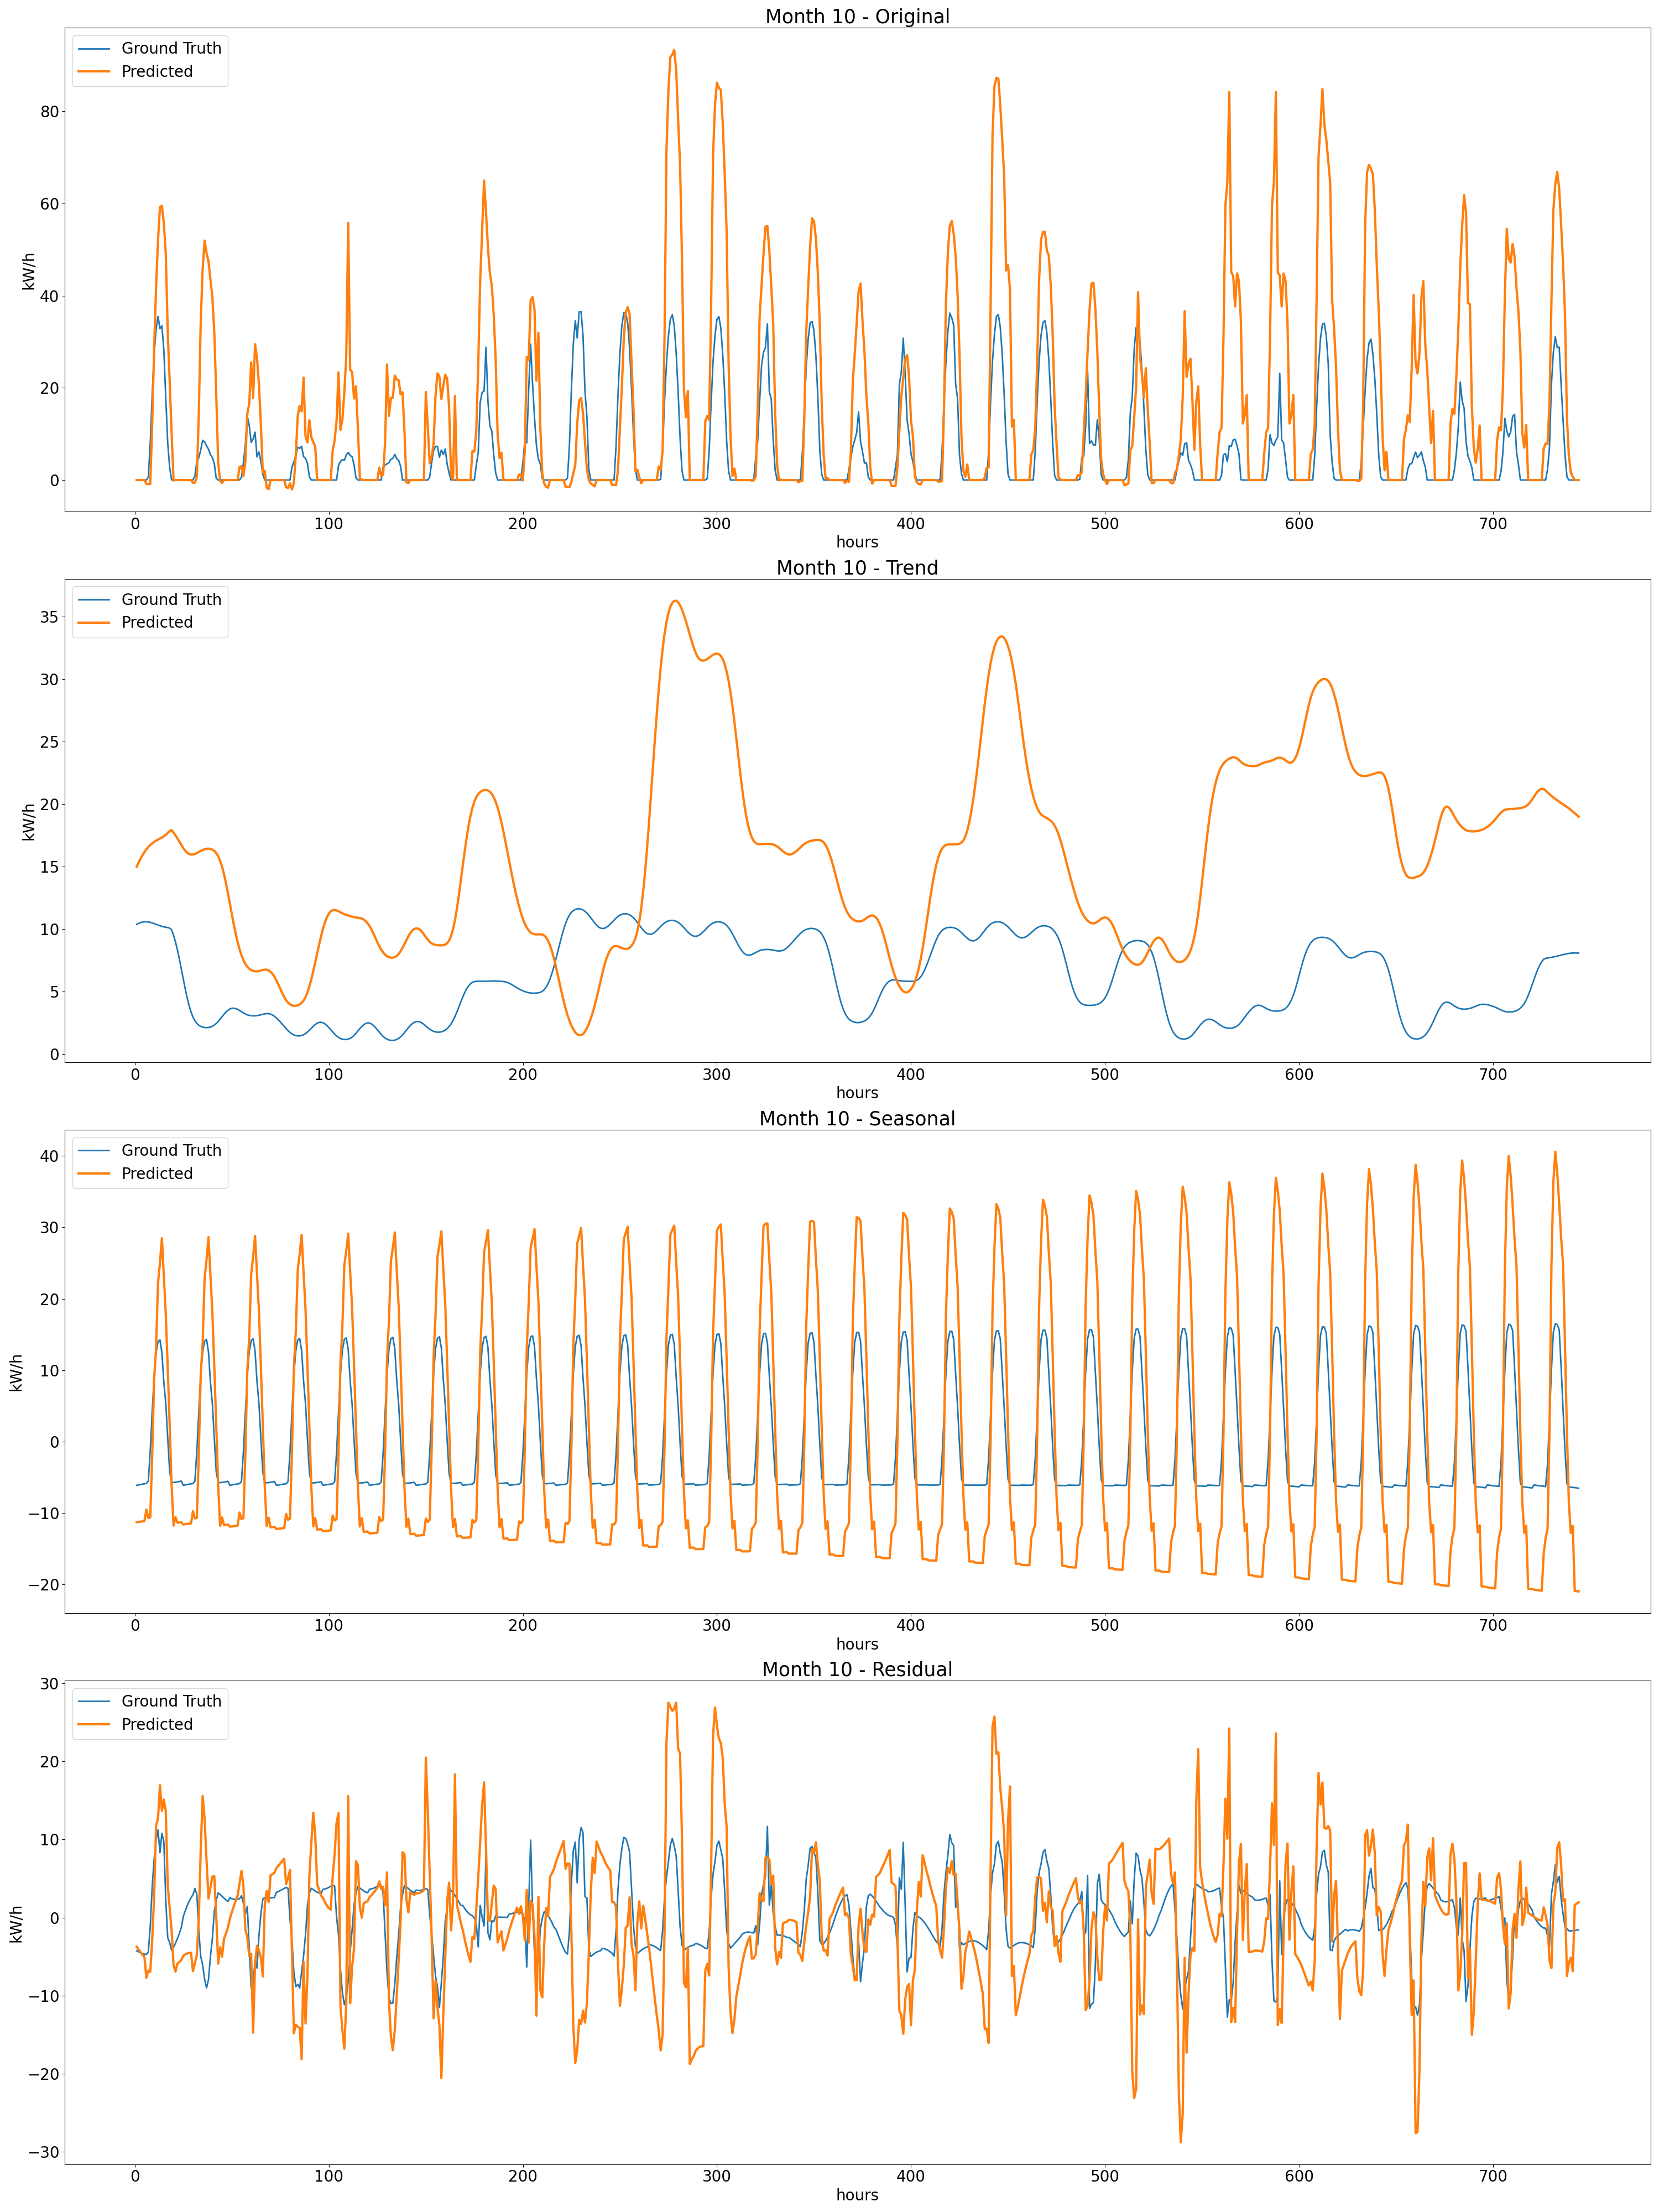 Month 10 - Original
Ground Truth
Predicted
kW/h
80
60
40
20
0
0 100 200 300 400 500 600 700
hours
Month 10 - Trend
Ground Truth
Predicted
kW/h
35
30
25
20
15
10
5
0
0 100 200 300 400 500 600 700
hours
Month 10 - Seasonal
Ground Truth
Predicted
kW/h
40
30
20
10
0
−10
−20
0 100 200 300 400 500 600 700
hours
Month 10 - Residual
Ground Truth
Predicted
kW/h
30
20
10
0
−10
−20
−30
0 100 200 300 400 500 600 700
hours